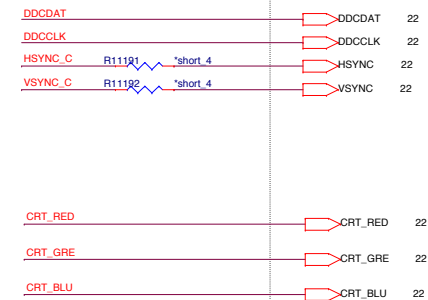 DDCDAT DDCDAT 22
DDCCLK DDCCLK 22
HSYNC_C R11191 *short_4 HSYNC 22
VSYNC_C R11192 *short_4 VSYNC 22
CRT_RED CRT_RED 22
CRT_GRE CRT_GRE 22
CRT_BLU CRT_BLU 22